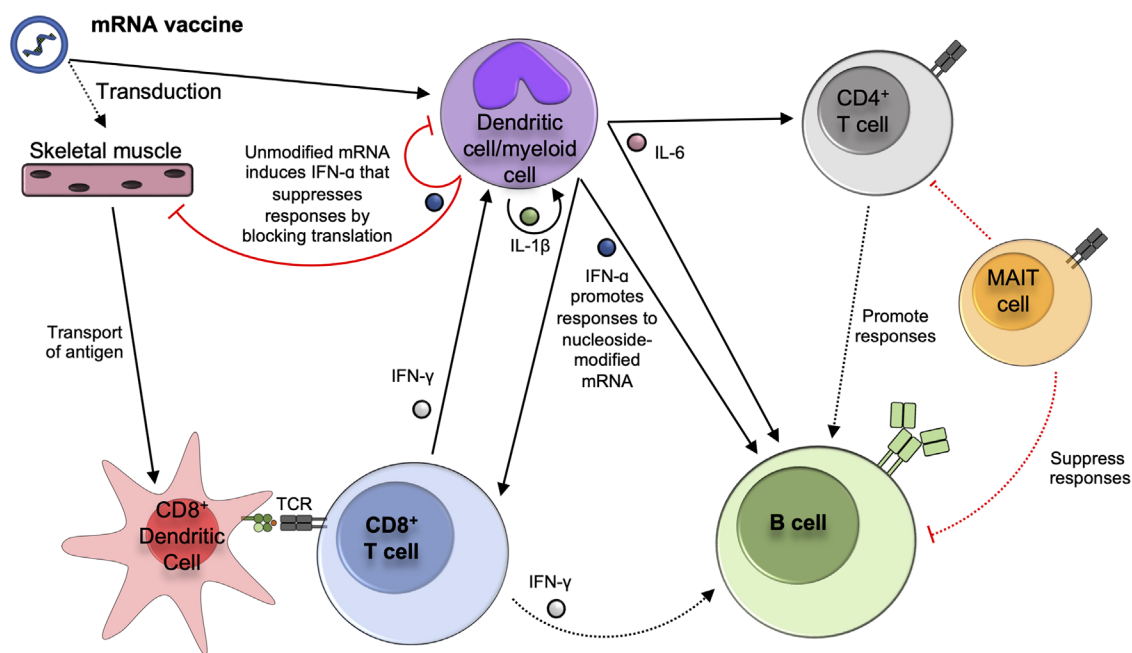 mRNA vaccine
Transduction
Skeletal muscle
Unmodified mRNA
induces IFN-ɑ that
suppresses
responses by
blocking translation
Dendritic
cell/myeloid
cell
IL-1β
IL-6
CD4⁺
T cell
MAIT
cell
IFN-ɑ
promotes
responses to
nucleoside-
modified
mRNA
Promote
responses
Suppress
responses
Transport
of antigen
IFN-γ
CD8⁺
Dendritic
Cell
TCR
CD8⁺
T cell
IFN-γ
B cell